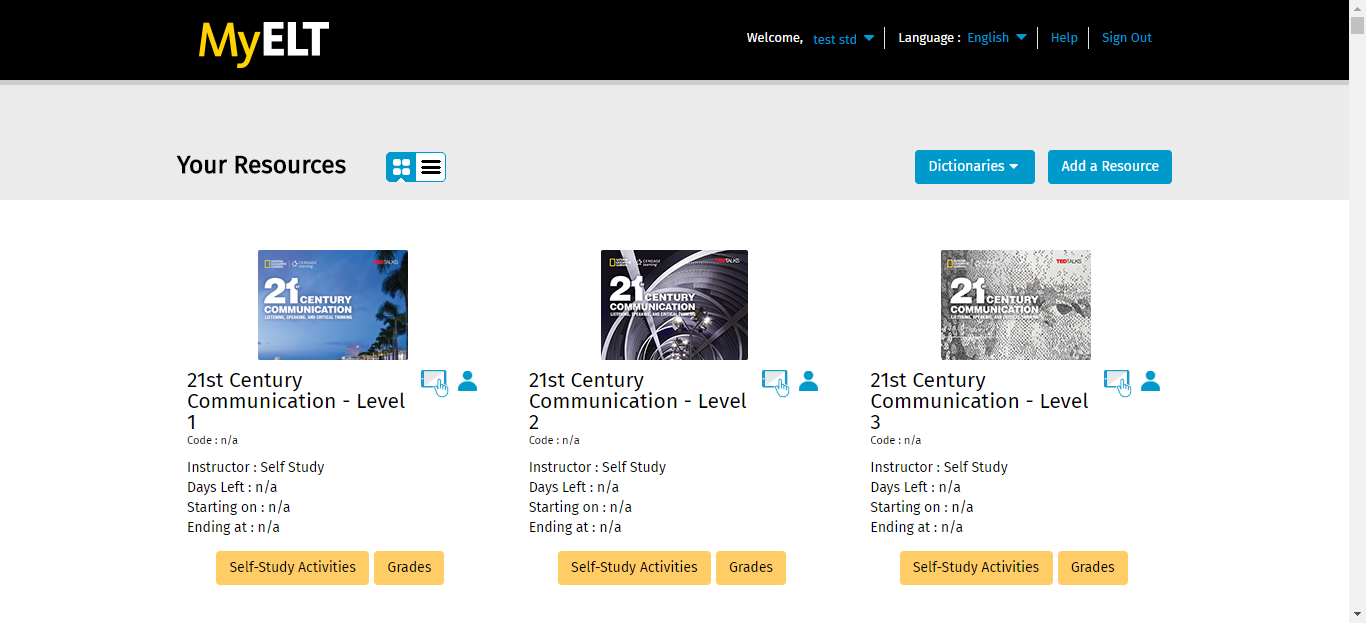 MyELT
Welcome, test std
Language : English
Help
Sign Out
Your Resources
Dictionaries
Add a Resource
NATIONAL GEOGRAPHIC LEARNING
CENGAGE Learning
TEDTALKS
21st CENTURY
COMMUNICATION
LISTENING, SPEAKING, AND CRITICAL THINKING
21st Century
Communication - Level
1
Code : n/a
Instructor : Self Study
Days Left : n/a
Starting on : n/a
Ending at : n/a
Self-Study Activities
Grades
NATIONAL GEOGRAPHIC LEARNING
CENGAGE Learning
TEDTALKS
21st CENTURY
COMMUNICATION
LISTENING, SPEAKING, AND CRITICAL THINKING
21st Century
Communication - Level
2
Code : n/a
Instructor : Self Study
Days Left : n/a
Starting on : n/a
Ending at : n/a
Self-Study Activities
Grades
TEDTALKS
21st CENTURY
COMMUNICATION
LISTENING, SPEAKING, AND CRITICAL THINKING
21st Century
Communication - Level
3
Code : n/a
Instructor : Self Study
Days Left : n/a
Starting on : n/a
Ending at : n/a
Self-Study Activities
Grades